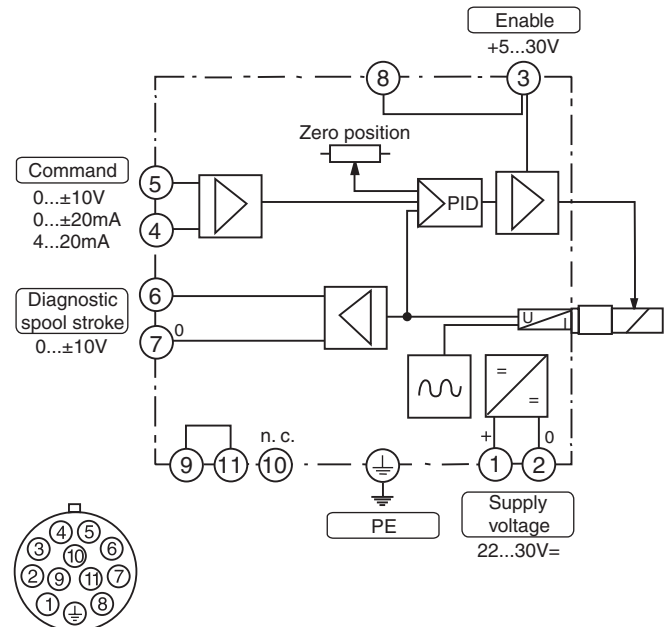 Enable
+5...30V
8
3
Zero position
Command
0...±10V
0...±20mA
4...20mA
5
4
PID
Diagnostic
spool stroke
0...±10V
6
7
0
U
I
=
=
n. c.
+
0
9
11
10
1
2
PE
Supply
voltage
22...30V=
4
5
3
10
6
2
9
11
7
1
8